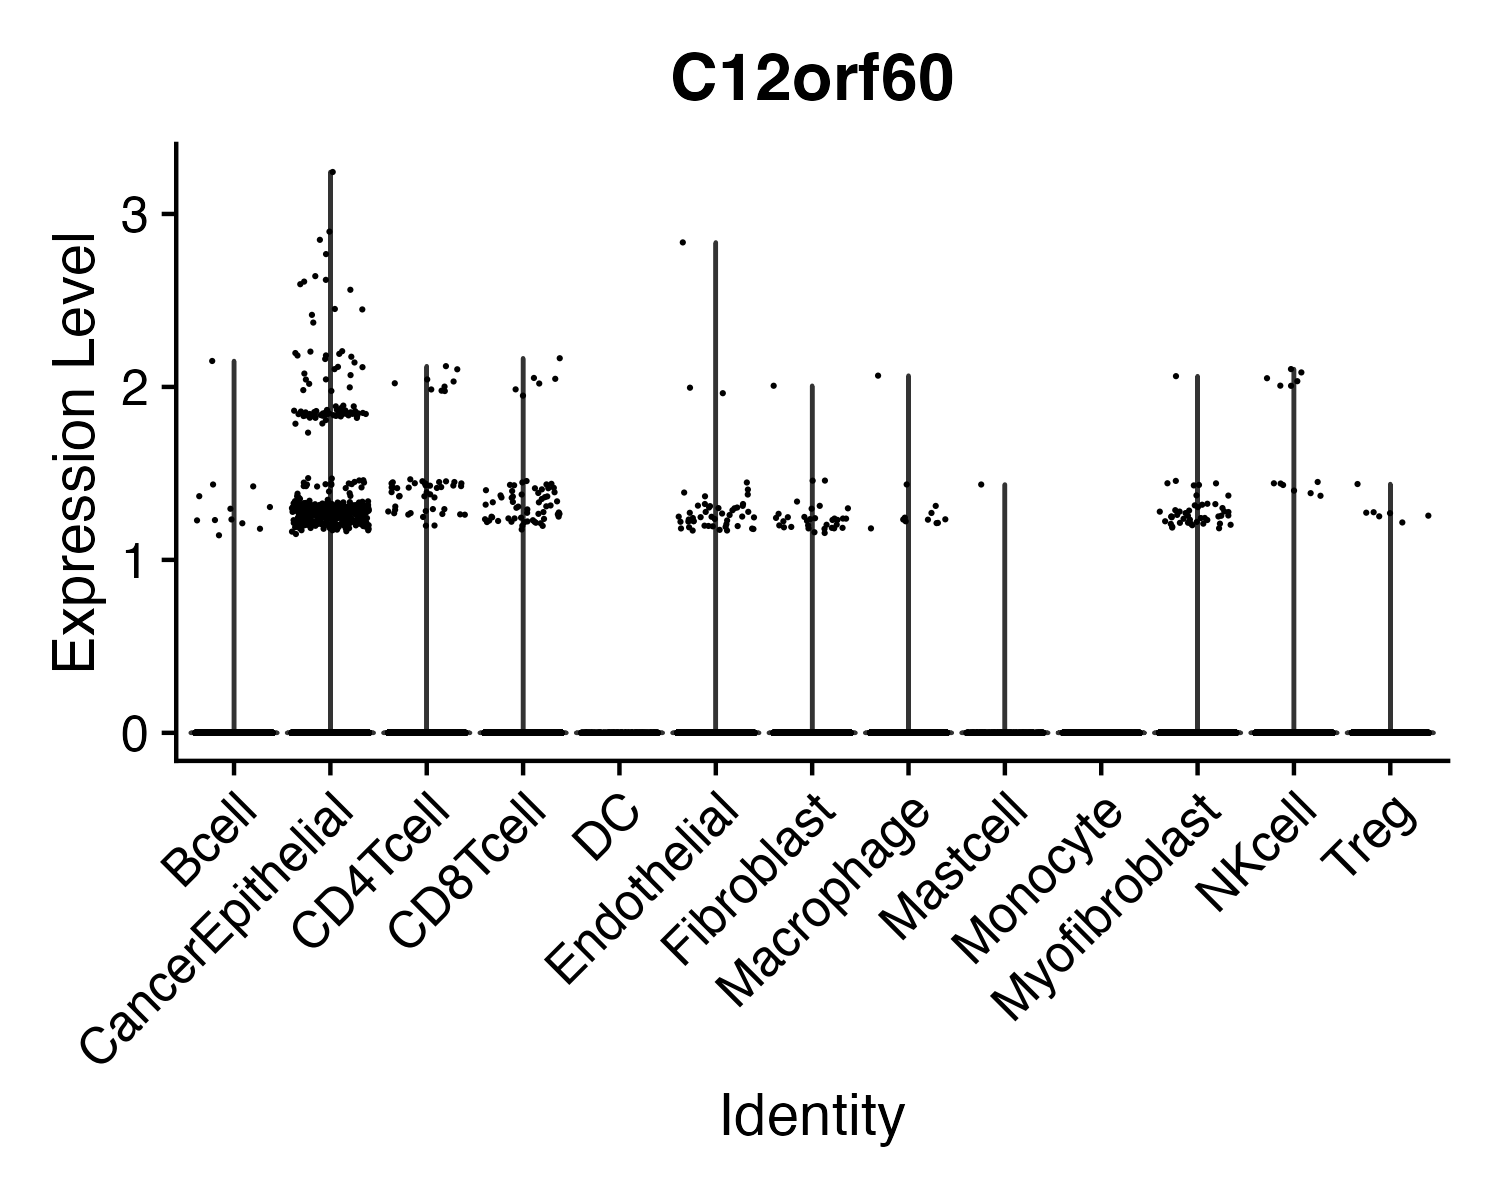 C12orf60
Expression Level
3
2
1
0
Bcell
CancerEpithelial
CD4Tcell
CD8Tcell
DC
Endothelial
Fibroblast
Macrophage
Mastcell
Monocyte
Myofibroblast
NKcell
Treg
Identity